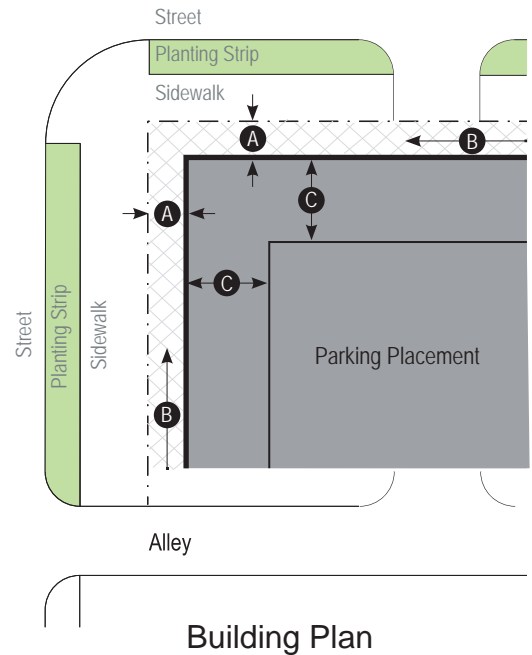 Street
Planting Strip
Sidewalk
A
B
A
C
C
Street
Planting Strip
Sidewalk
Parking Placement
B
Alley
Building Plan